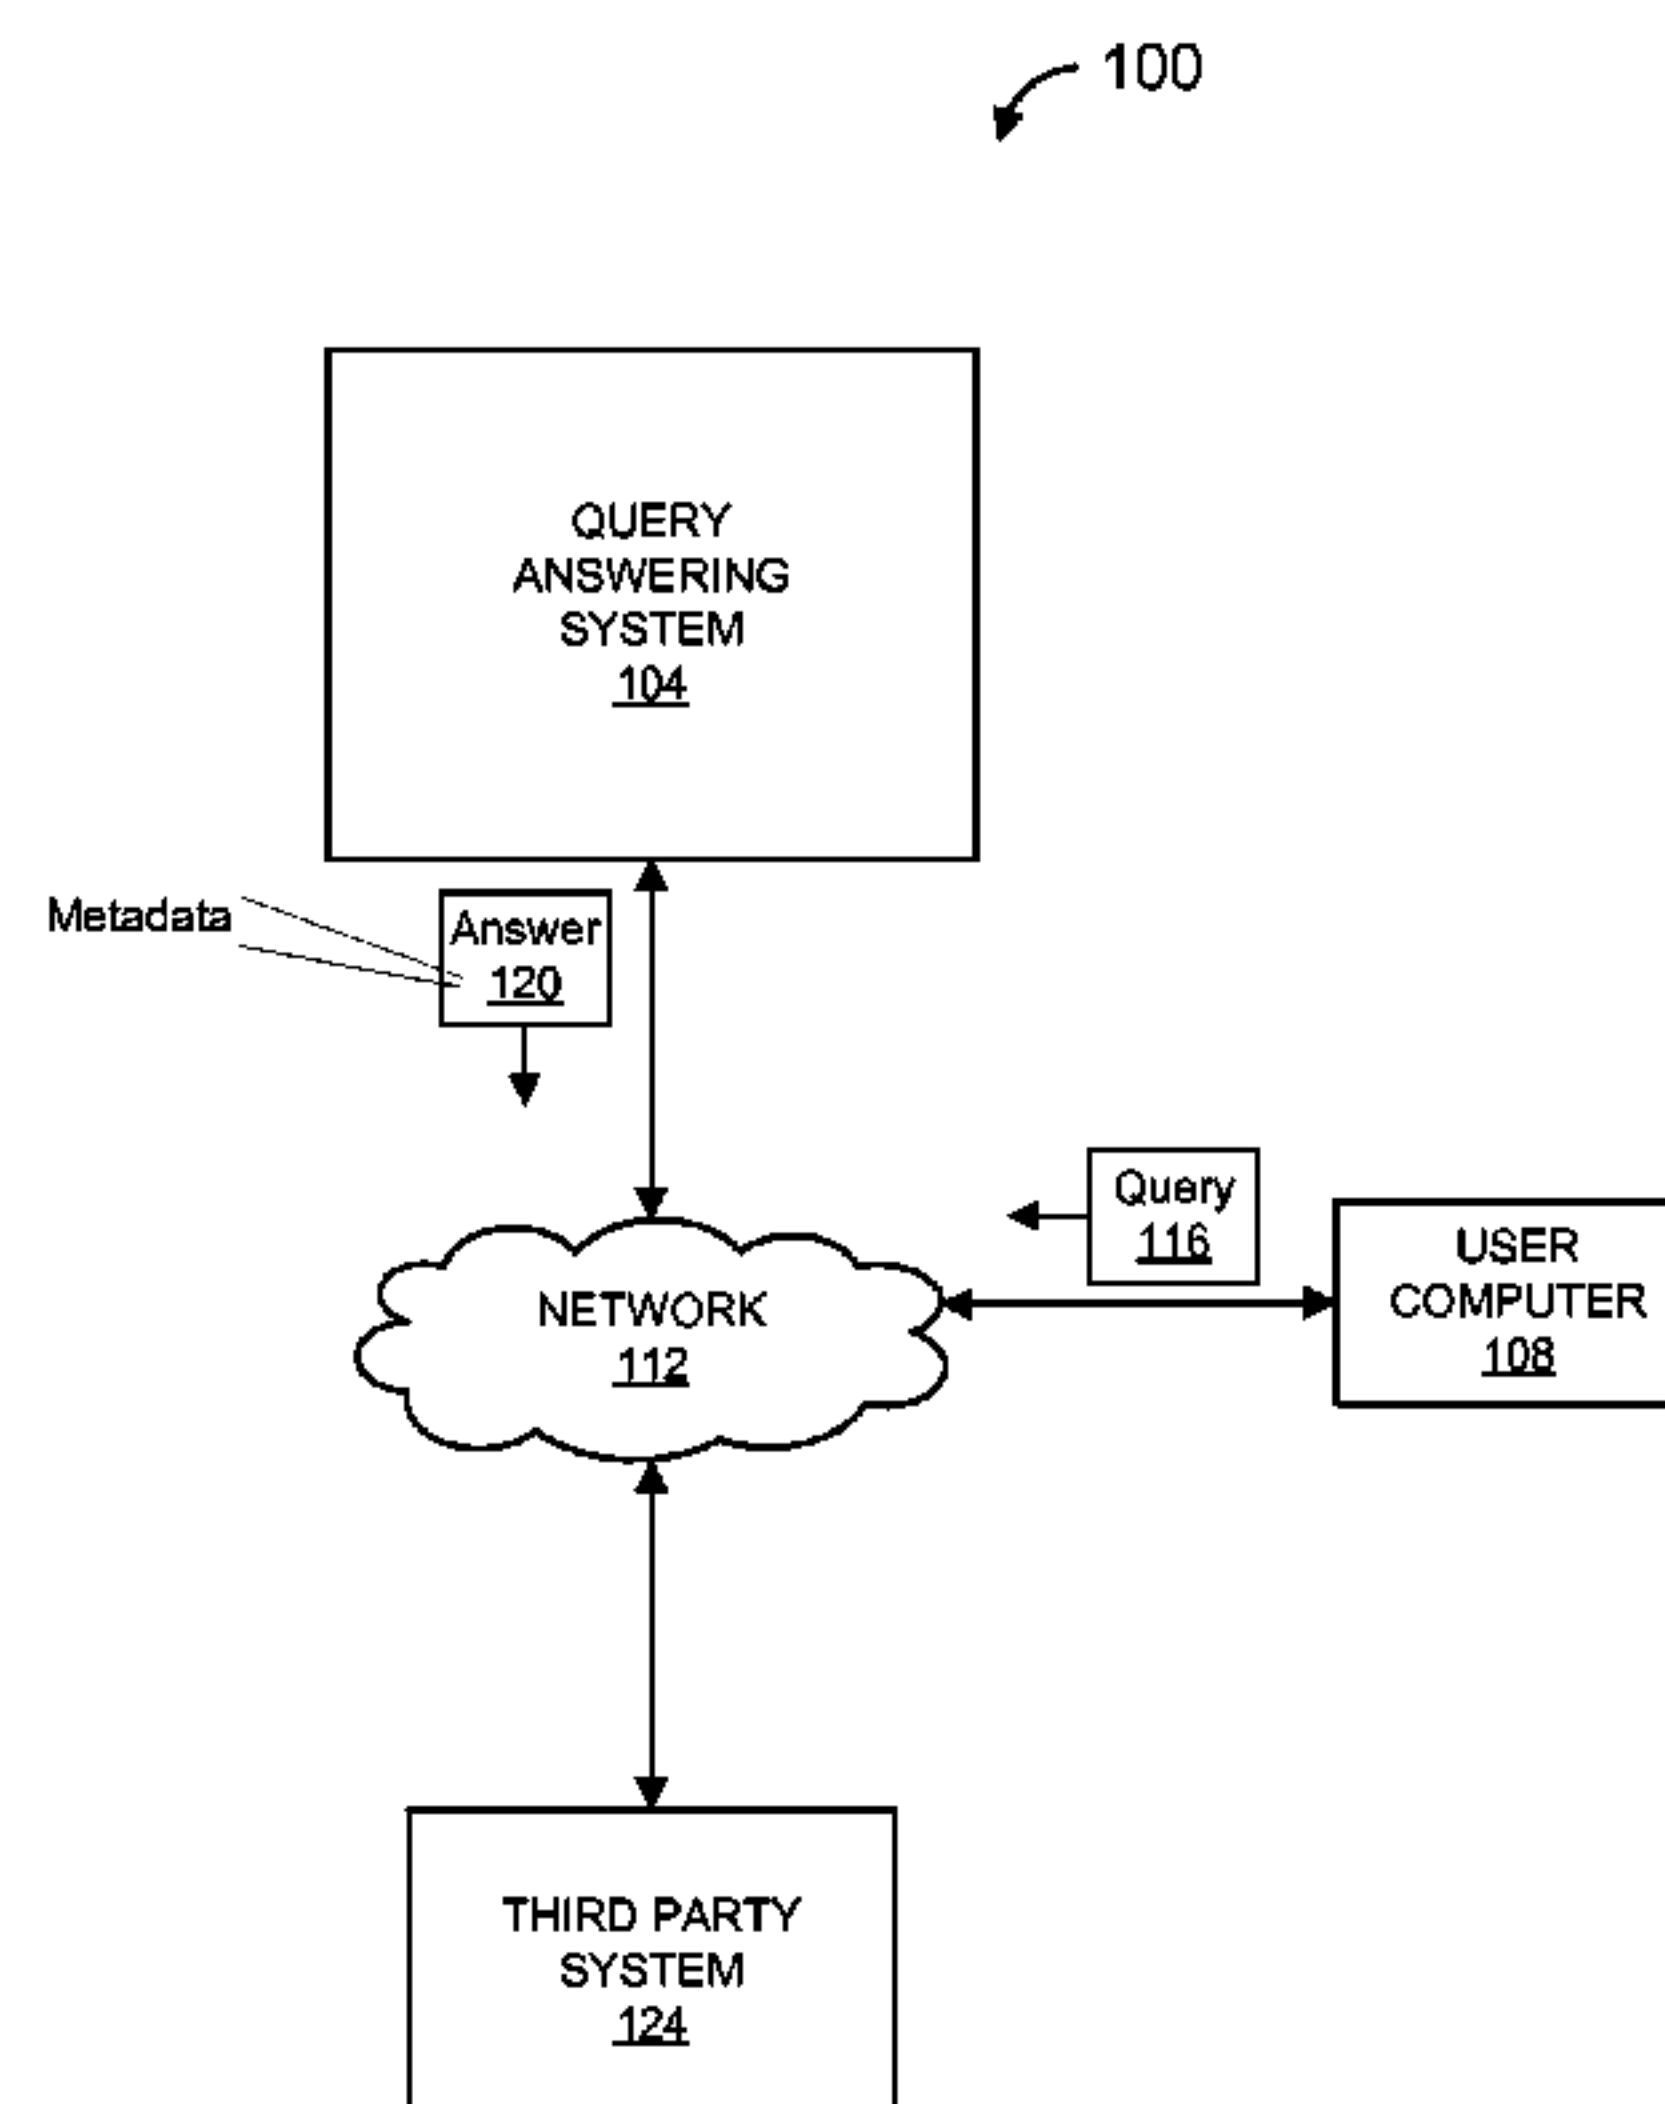 100
QUERY
ANSWERING
SYSTEM
104
Metadata
Answer
120
Query
116
USER
COMPUTER
108
NETWORK
112
THIRD PARTY
SYSTEM
124